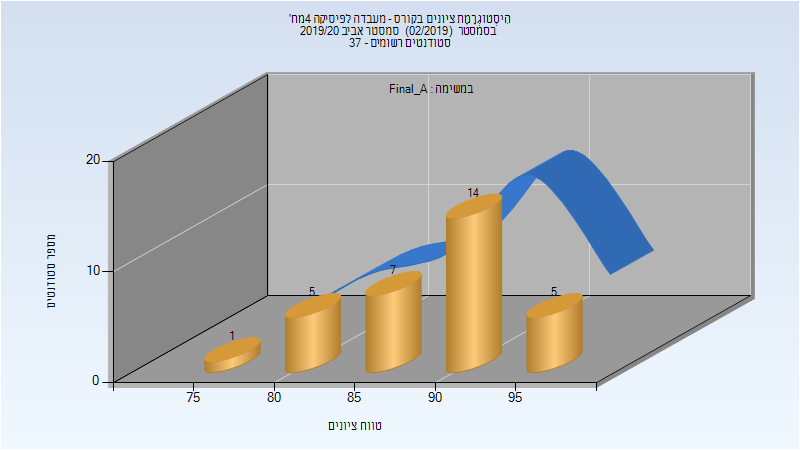 היסטוגרמת ציונים בקורס - מעבדה לפיסיקה 4מח'
בסמסטר (02/2019) סמסטר אביב 2019/20
סטודנטים רשומים - 37
במשימה : Final_A
20
10
0
מספר סטודנטים
1
5
7
14
5
75
80
85
90
95
טווח ציונים